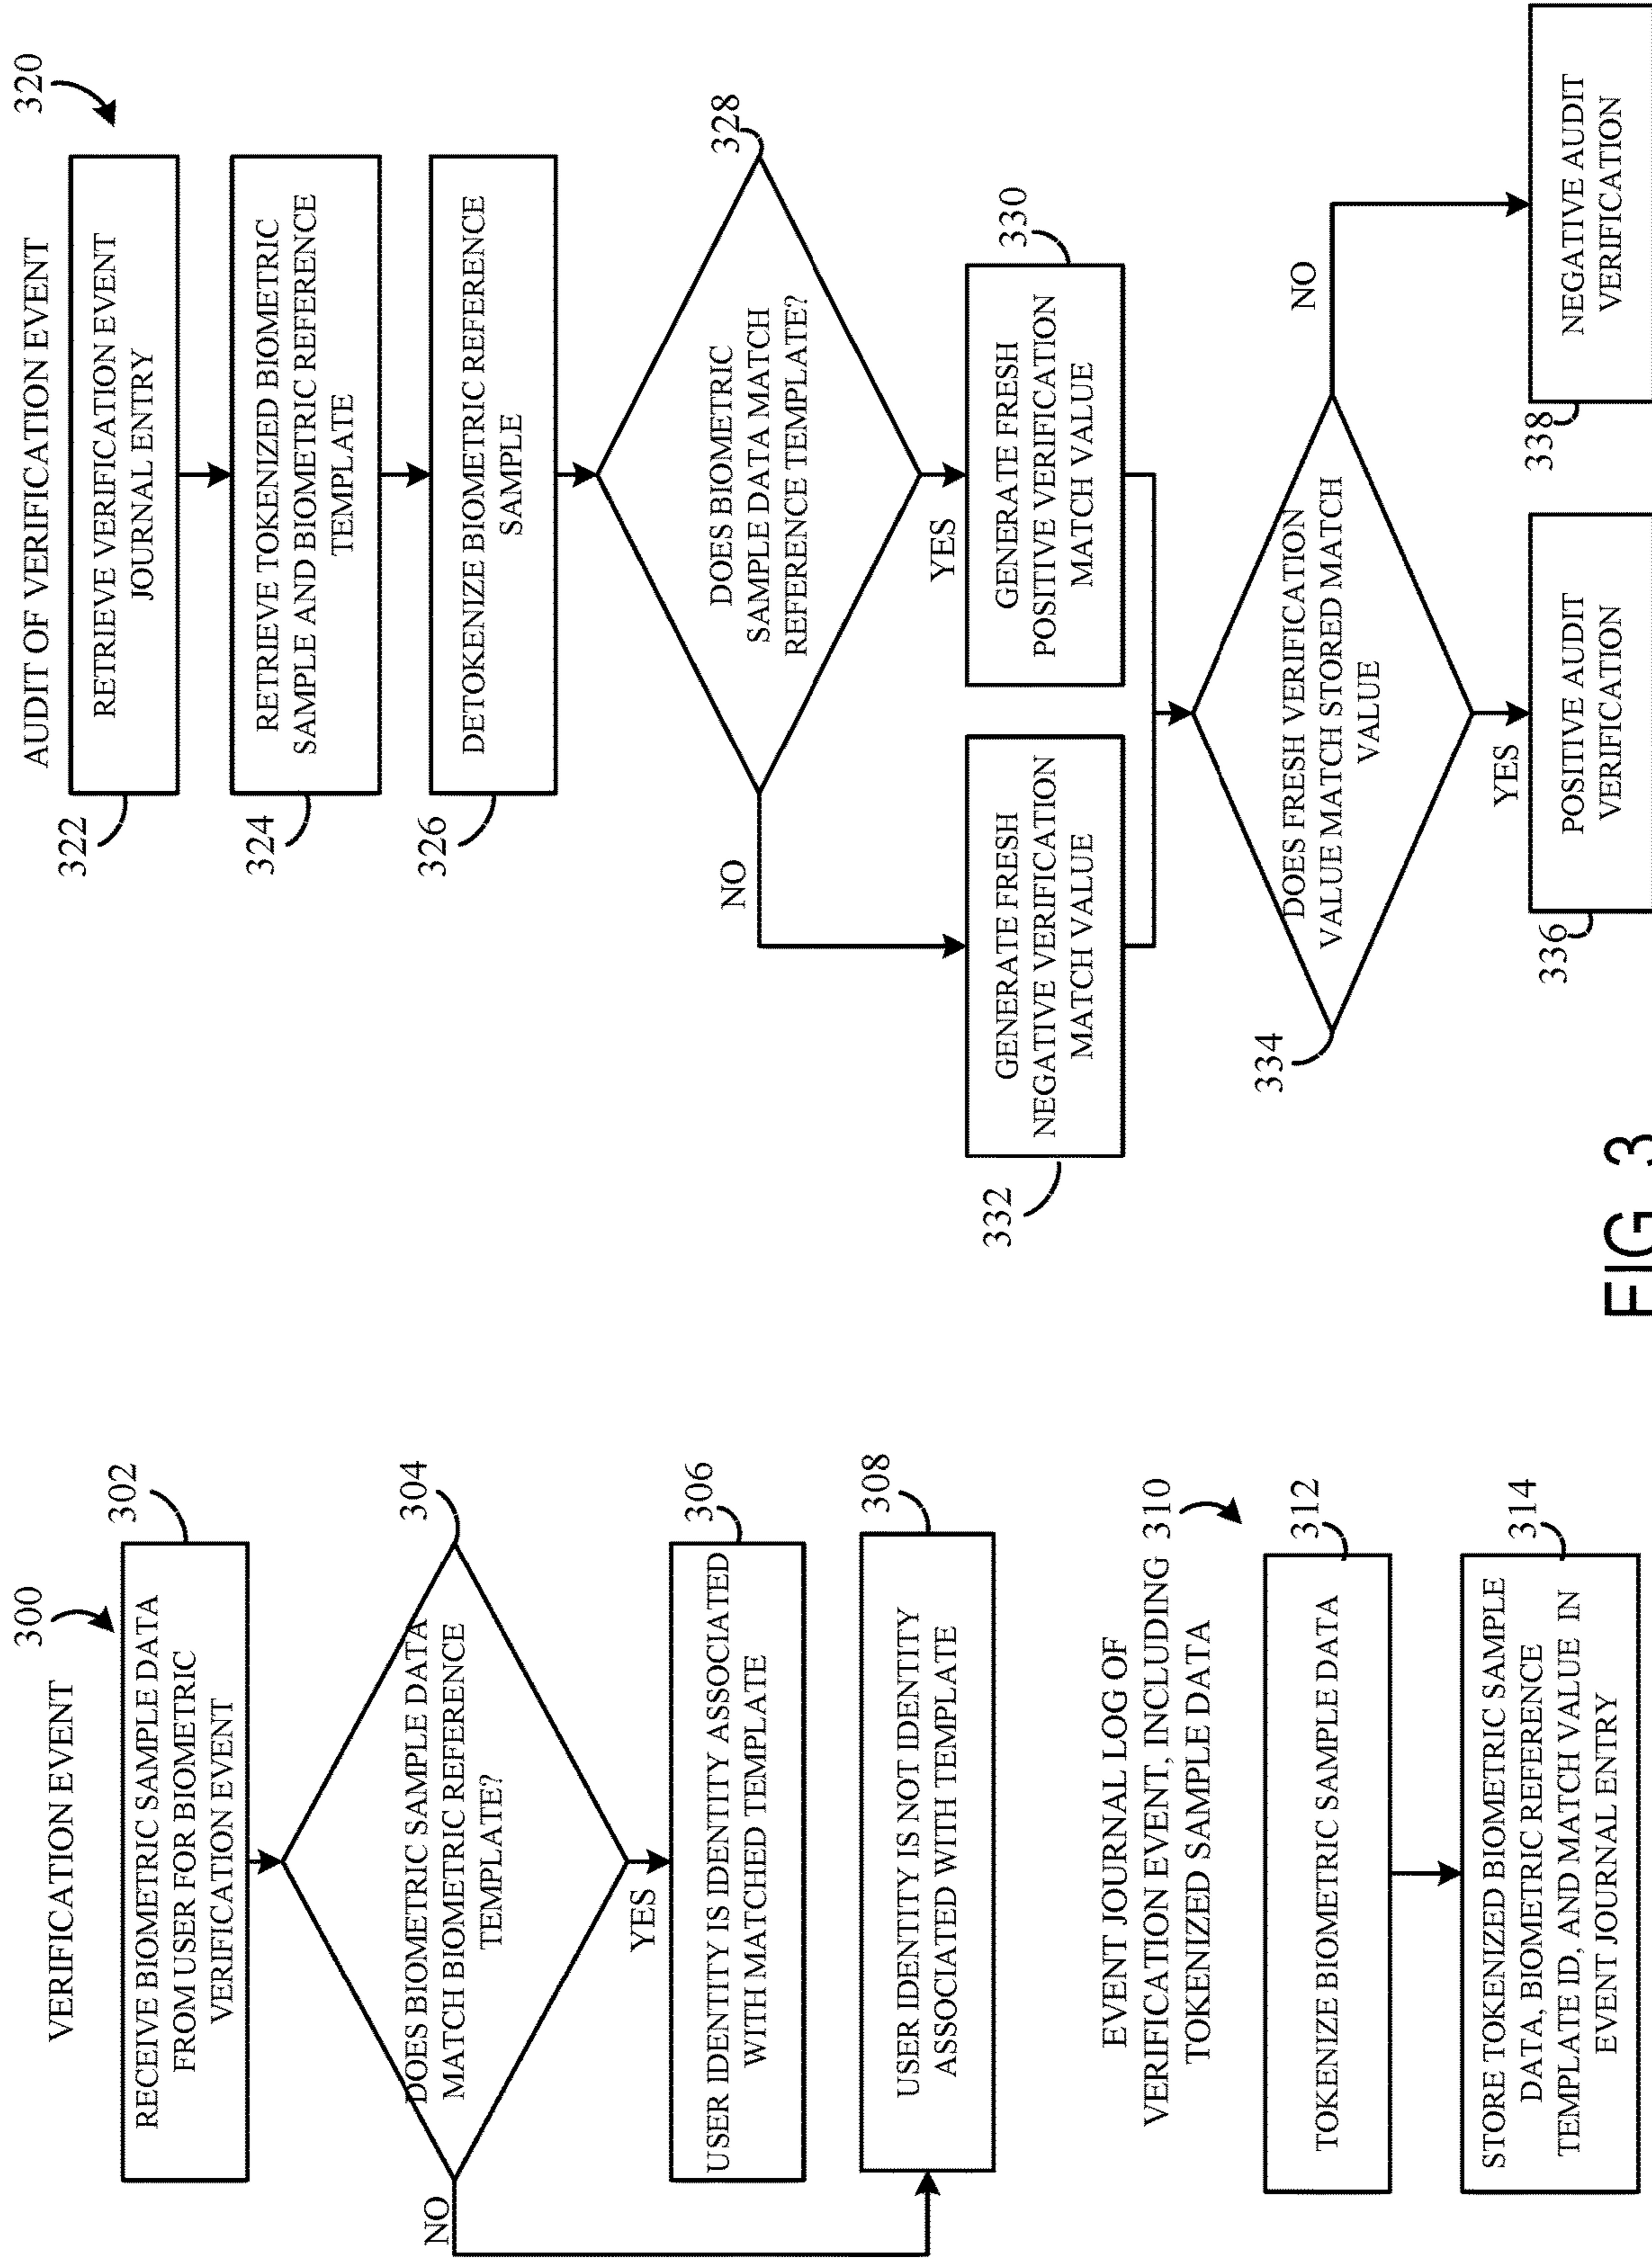 VERIFICATION EVENT
300
RECEIVE BIOMETRIC SAMPLE DATA
FROM USER FOR BIOMETRIC
VERIFICATION EVENT
302
DOES BIOMETRIC SAMPLE DATA
MATCH BIOMETRIC REFERENCE
TEMPLATE?
304
NO
YES
USER IDENTITY IS IDENTITY ASSOCIATED
WITH MATCHED TEMPLATE
306
USER IDENTITY IS NOT IDENTITY
ASSOCIATED WITH TEMPLATE
308
EVENT JOURNAL LOG OF
VERIFICATION EVENT, INCLUDING
TOKENIZED SAMPLE DATA
310
TOKENIZE BIOMETRIC SAMPLE DATA
312
STORE TOKENIZED BIOMETRIC SAMPLE
DATA, BIOMETRIC REFERENCE
TEMPLATE ID, AND MATCH VALUE IN
EVENT JOURNAL ENTRY
314
AUDIT OF VERIFICATION EVENT
320
RETRIEVE VERIFICATION EVENT
JOURNAL ENTRY
322
RETRIEVE TOKENIZED BIOMETRIC
SAMPLE AND BIOMETRIC REFERENCE
TEMPLATE
324
DETOKENIZE BIOMETRIC REFERENCE
SAMPLE
326
DOES BIOMETRIC
SAMPLE DATA MATCH
REFERENCE TEMPLATE?
328
NO
YES
GENERATE FRESH
POSITIVE VERIFICATION
MATCH VALUE
330
GENERATE FRESH
NEGATIVE VERIFICATION
MATCH VALUE
332
DOES FRESH VERIFICATION
VALUE MATCH STORED MATCH
VALUE
334
NO
YES
POSITIVE AUDIT
VERIFICATION
336
NEGATIVE AUDIT
VERIFICATION
338
FIG. 3